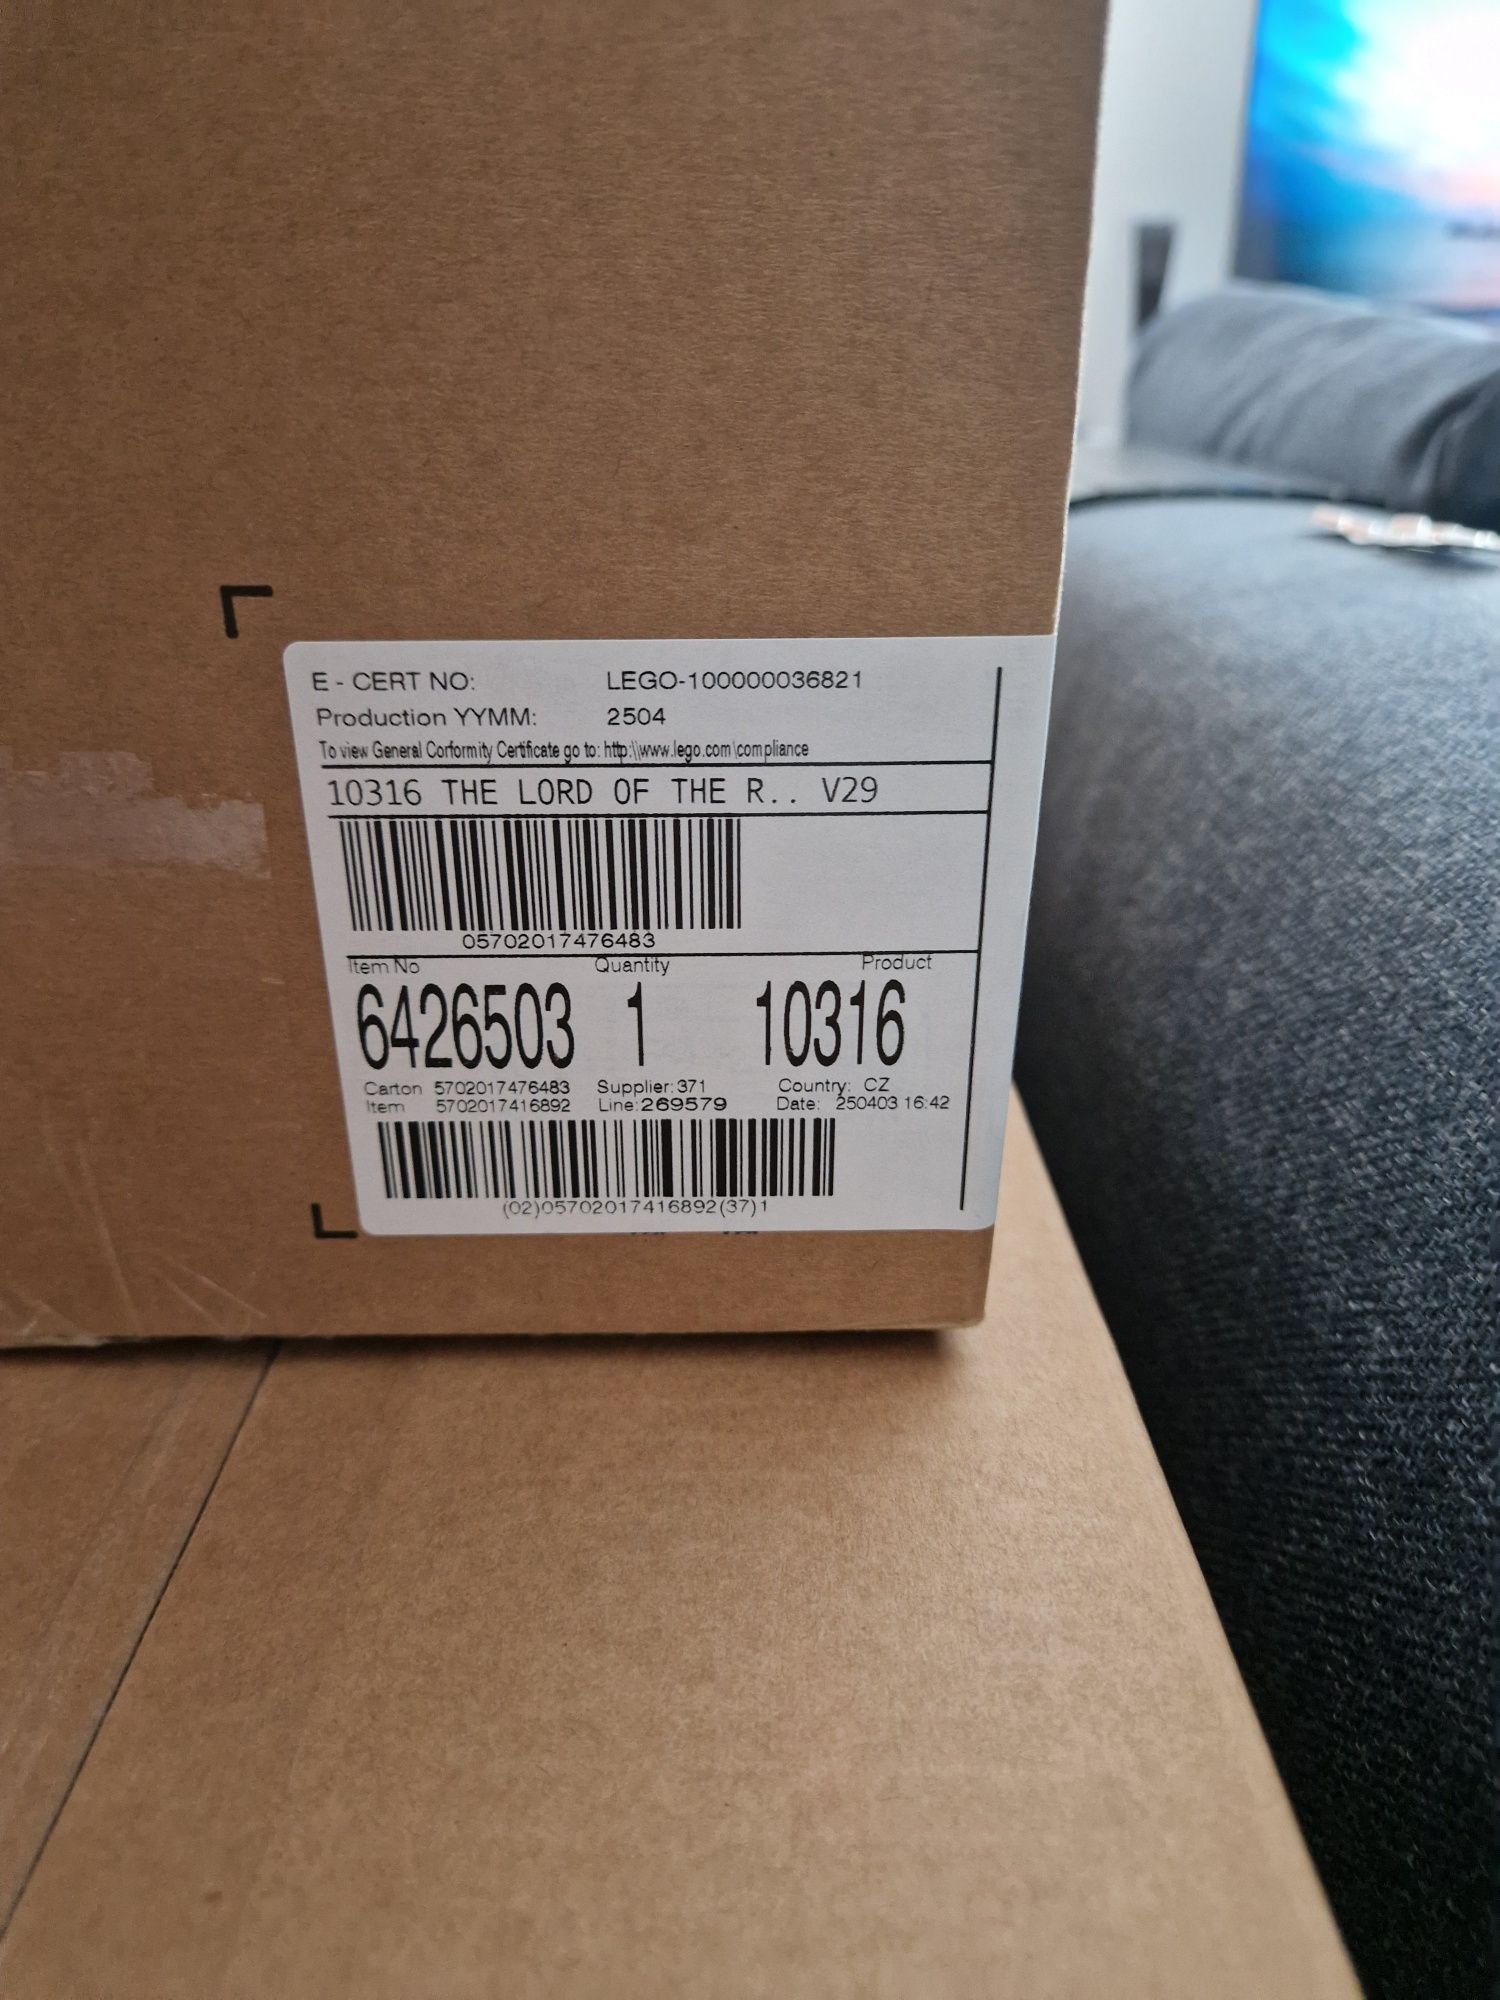 E - CERT NO: LEGO-100000036821
Production YYMM: 2504
To view General Corformity Certificate go to: http:\\www.lego.com\compliance
10316 THE LORD OF THE R.. V29
05702017476483
Item No Quantity Product
6426503 1 10316
Carton 5702017476483 Supplier:371 Country: CZ
Item 5702017416892 Line:269579 Date: 250403 16:42
(02)05702017416892(37)1